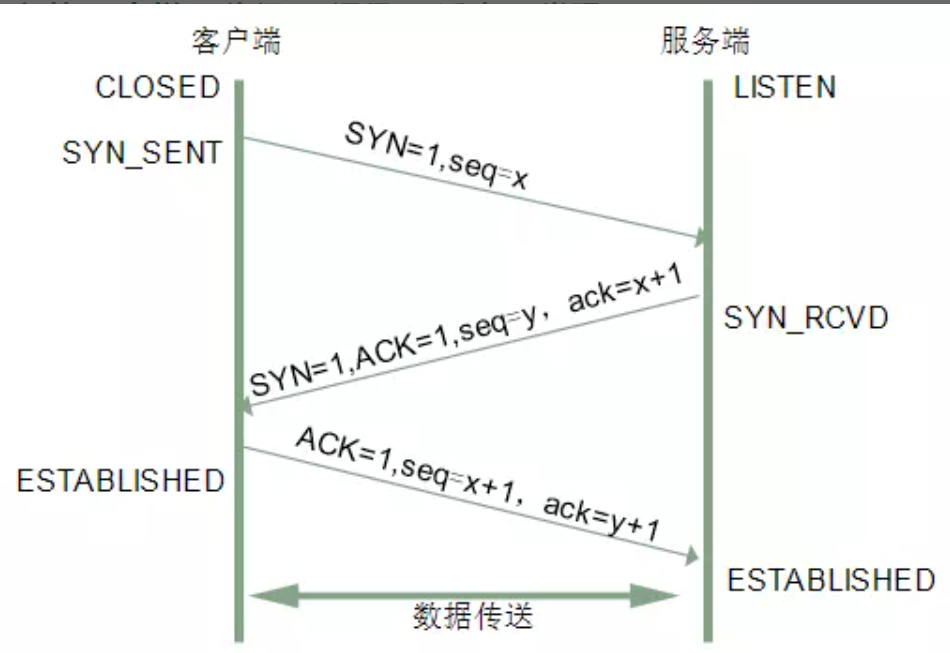 客户端
服务端
CLOSED
LISTEN
SYN_SENT
SYN=1,seq=x
SYN=1,ACK=1,seq=y，ack=x+1
SYN_RCVD
ACK=1,seq=x+1，ack=y+1
ESTABLISHED
ESTABLISHED
数据传送